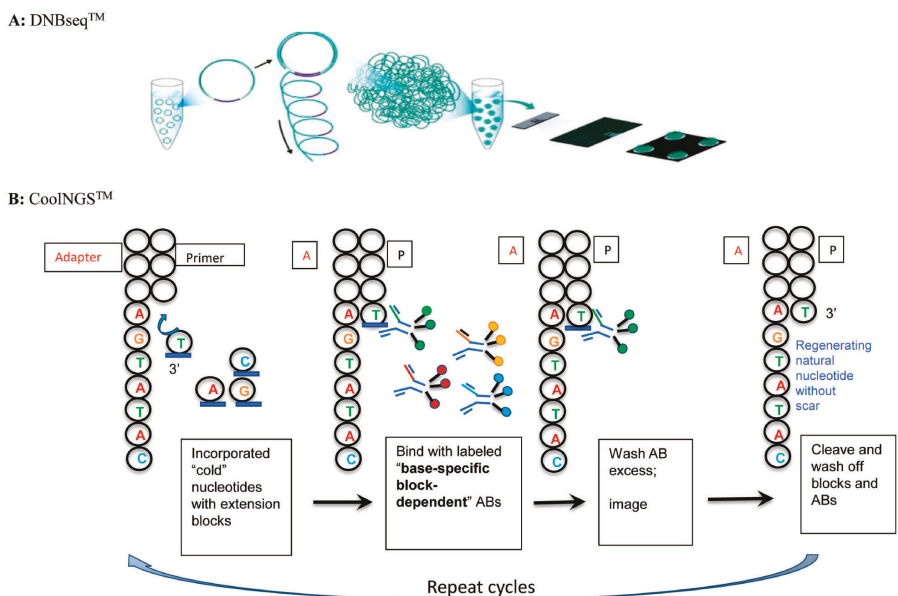 A: DNBseq™
B: CoolNGS™
Adapter
Primer
A
G
T
A
T
A
C
T
3'
A
C
G
Incorporated
“cold”
nucleotides
with extension
blocks
A
P
A
T
G
T
A
T
A
C
Bind with labeled
“base-specific
block-
dependent” ABs
A
P
A
T
G
T
A
T
A
C
Wash AB
excess;
image
A
P
A
T
3'
G
T
A
T
A
C
Regenerating
natural
nucleotide
without
scar
Cleave and
wash off
blocks and
ABs
Repeat cycles